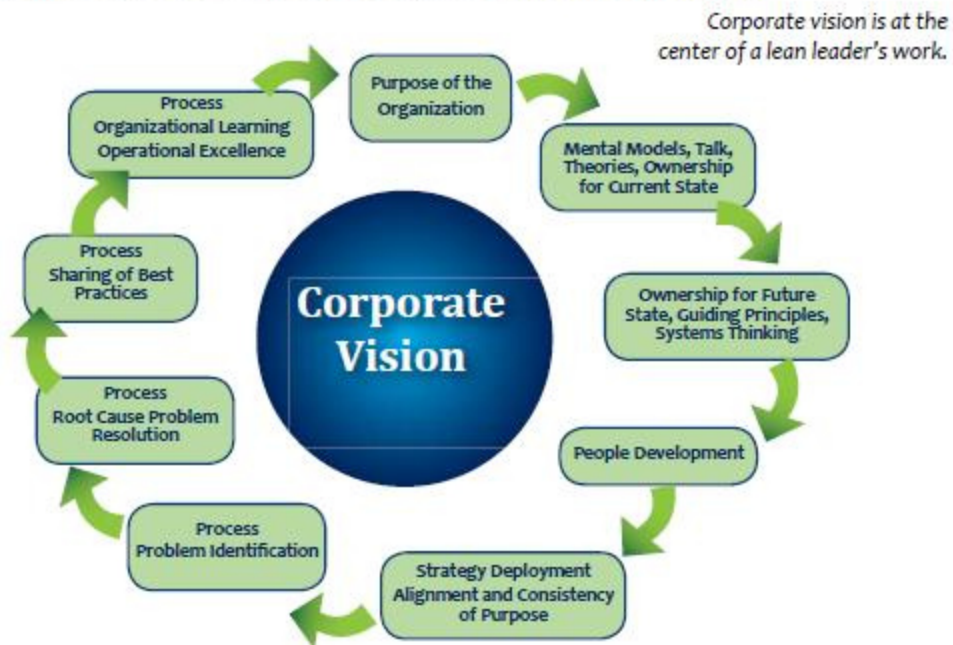 Corporate vision is at the
center of a lean leader's work.
Purpose of the
Organization
Mental Models, Talk,
Theories, Ownership
for Current State
Ownership for Future
State, Guiding Principles,
Systems Thinking
People Development
Strategy Deployment
Alignment and Consistency
of Purpose
Process
Problem Identification
Process
Root Cause Problem
Resolution
Process
Sharing of Best
Practices
Process
Organizational Learning
Operational Excellence
Corporate
Vision